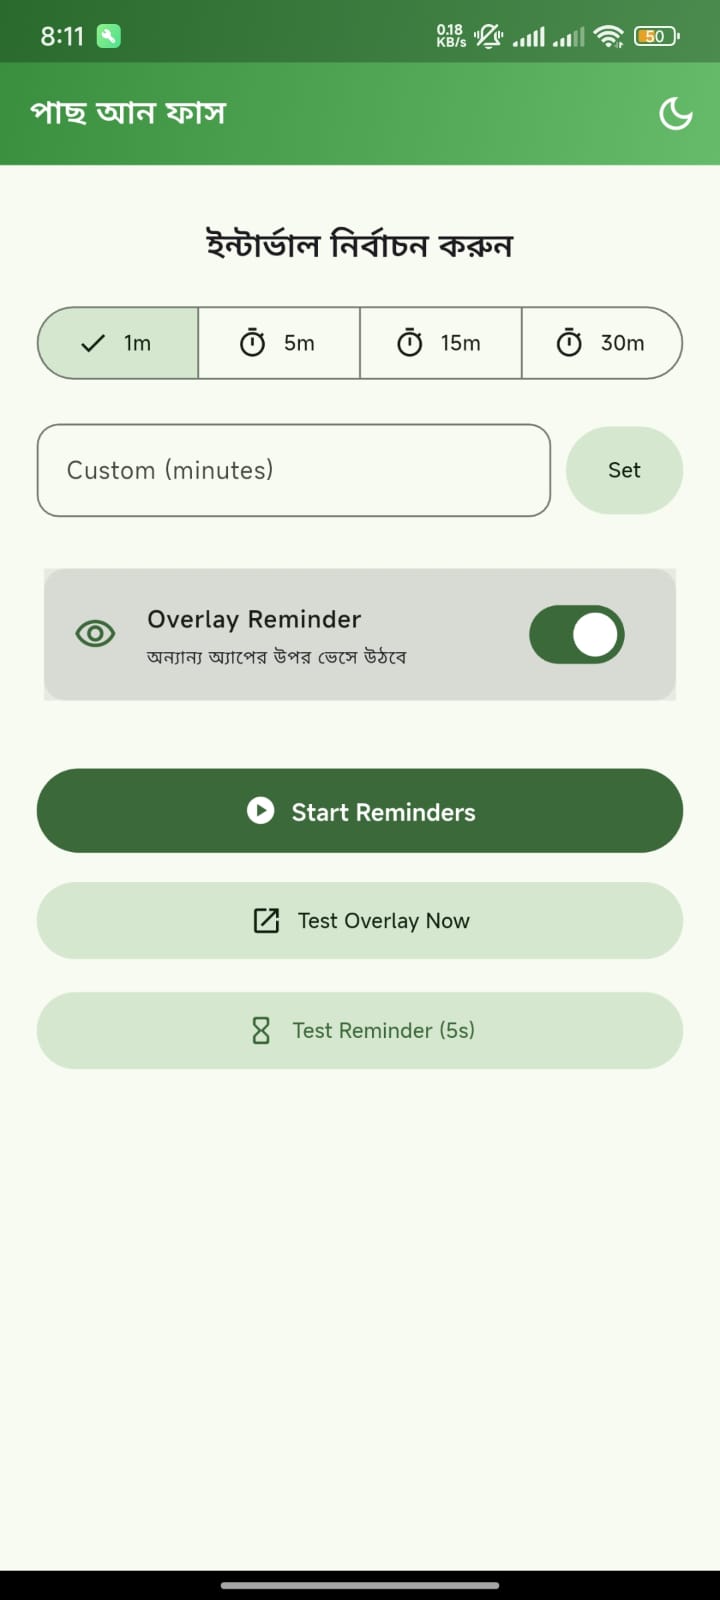 8:11
0.18
KB/s
50
পাছ আন ফাস
ইন্টার্ভাল নির্বাচন করুন
1m 5m 15m 30m
Custom (minutes) Set
Overlay Reminder
অন্যান্য অ্যাপের উপর ভেসে উঠবে
Start Reminders
Test Overlay Now
Test Reminder (5s)